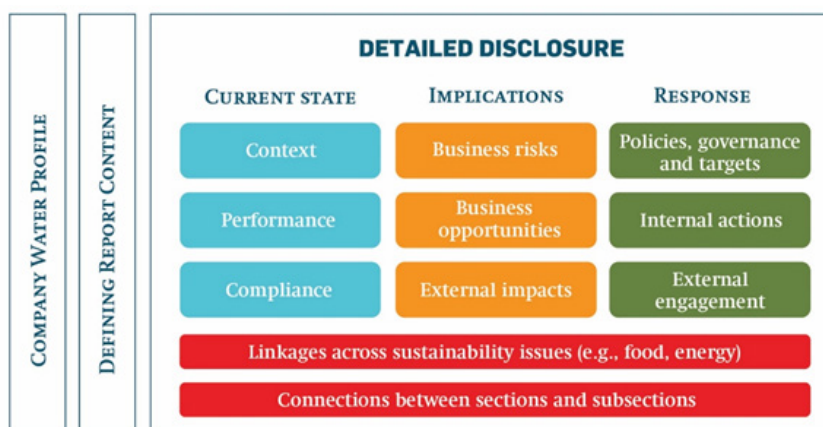 COMPANY WATER PROFILE
DEFINING REPORT CONTENT
DETAILED DISCLOSURE
CURRENT STATE
IMPLICATIONS
RESPONSE
Context
Business risks
Policies, governance
and targets
Performance
Business
opportunities
Internal actions
Compliance
External impacts
External
engagement
Linkages across sustainability issues (e.g., food, energy)
Connections between sections and subsections